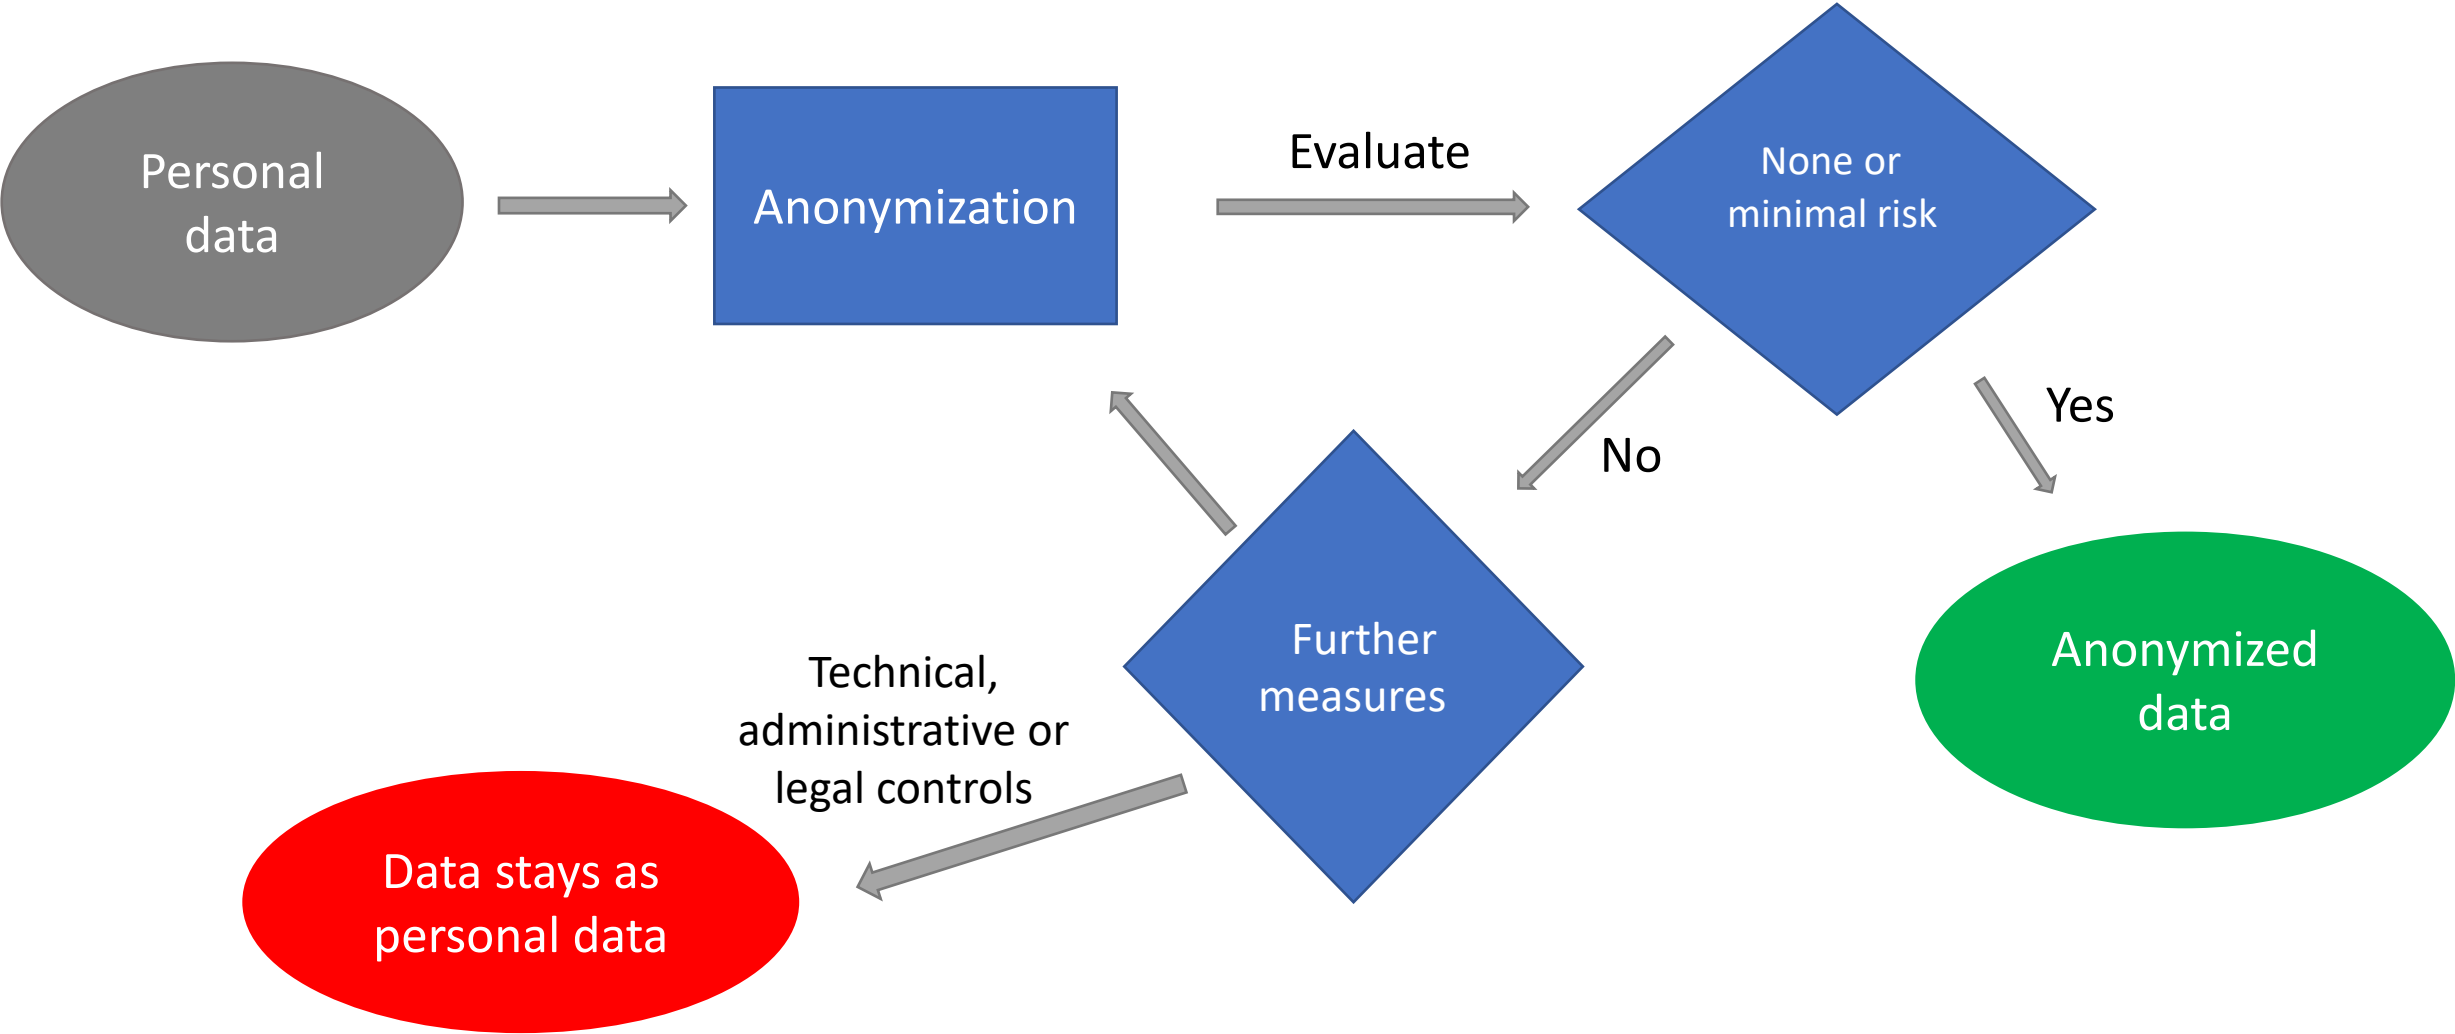 Personal
data
Anonymization
Evaluate
None or
minimal risk
No
Yes
Further
measures
Technical,
administrative or
legal controls
Data stays as
personal data
Anonymized
data